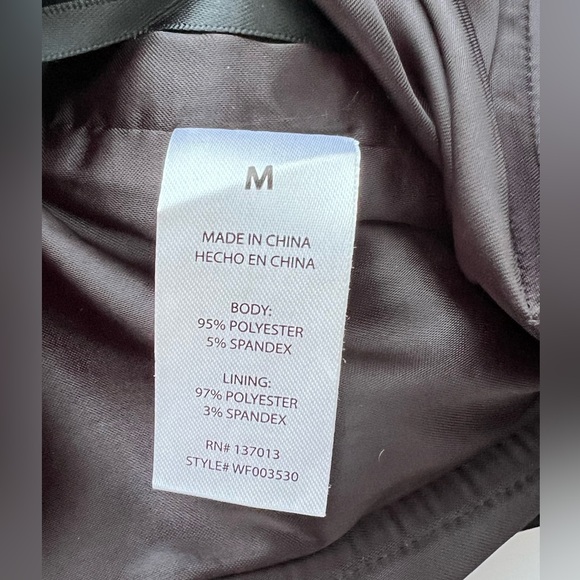 M
MADE IN CHINA
HECHO EN CHINA
BODY:
95% POLYESTER
5% SPANDEX
LINING:
97% POLYESTER
3% SPANDEX
RN# 137013
STYLE# WF003530